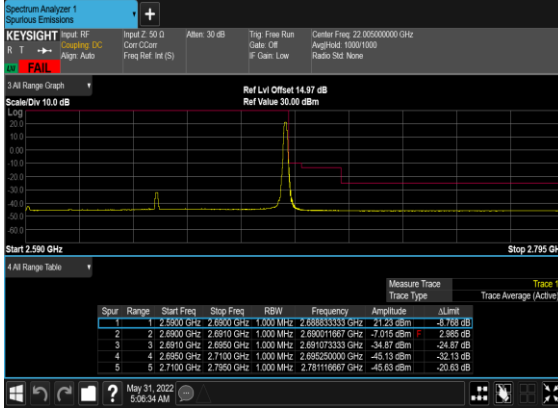 Spectrum Analyzer 1
Spurious Emissions
+
KEYSIGHT
R T
LXI FAIL
Input: RF
Coupling: DC
Align: Auto
Input Z: 50 Ω
Corr CCorr
Freq Ref: Int (S)
Atten: 30 dB
Trig: Free Run
Gate: Off
IF Gain: Low
Center Freq: 22.005000000 GHz
Avg|Hold: 1000/1000
Radio Std: None
3 All Range Graph
Scale/Div 10.0 dB
Ref Lvl Offset 14.97 dB
Ref Value 30.00 dBm
Log
20.0
10.0
0.00
-10.0
-20.0
-30.0
-40.0
-50.0
-60.0
Start 2.590 GHz
Stop 2.795 GH
4 All Range Table
Measure Trace Trace 1
Trace Type Trace Average (Active)
Spur Range Start Freq Stop Freq RBW Frequency Amplitude ΔLimit
1 1 2.5900 GHz 2.6900 GHz 1.000 MHz 2.688833333 GHz 21.23 dBm -8.768 dB
2 2 2.6900 GHz 2.6910 GHz 1.000 MHz 2.690011667 GHz -7.015 dBm F 2.985 dB
3 3 2.6910 GHz 2.6950 GHz 1.000 MHz 2.691073333 GHz -34.87 dBm -24.87 dB
4 4 2.6950 GHz 2.7100 GHz 1.000 MHz 2.695250000 GHz -45.13 dBm -32.13 dB
5 5 2.7100 GHz 2.7950 GHz 1.000 MHz 2.781116667 GHz -45.63 dBm -20.63 dB
?
May 31, 2022
5:06:34 AM